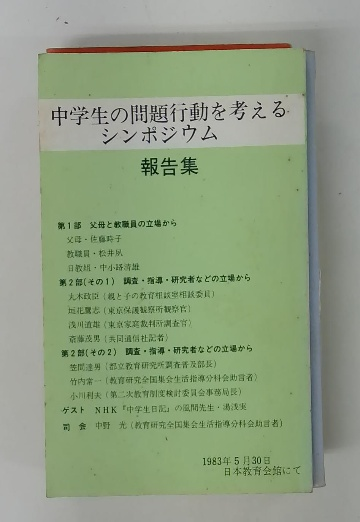 中学生の問題行動を考える
シンポジウム
報告集
第1部 父母と教職員の立場から
父母・佐藤時子
教職員・松井夙
日教組・中小路清雄
第2部(その1) 調査・指導・研究者などの立場から
丸木政臣(親と子の教育相談室相談委員)
垣花鷹志(東京保護観察所観察官)
浅川道雄(東京家庭裁判所調査官)
斎藤茂男(共同通信社記者)
第2部(その2) 調査・指導・研究者などの立場から
笠間達男(都立教育研究所調査普及部長)
竹内常一(教育研究全国集会生活指導分科会助言者)
小川利夫(第二次教育制度検討委員会事務局長)
ゲスト NHK『中学生日記』の風間先生・湯浅実
司会 中野 光(教育研究全国集会生活指導分科会助言者)
1983年5月30日
日本教育会館にて